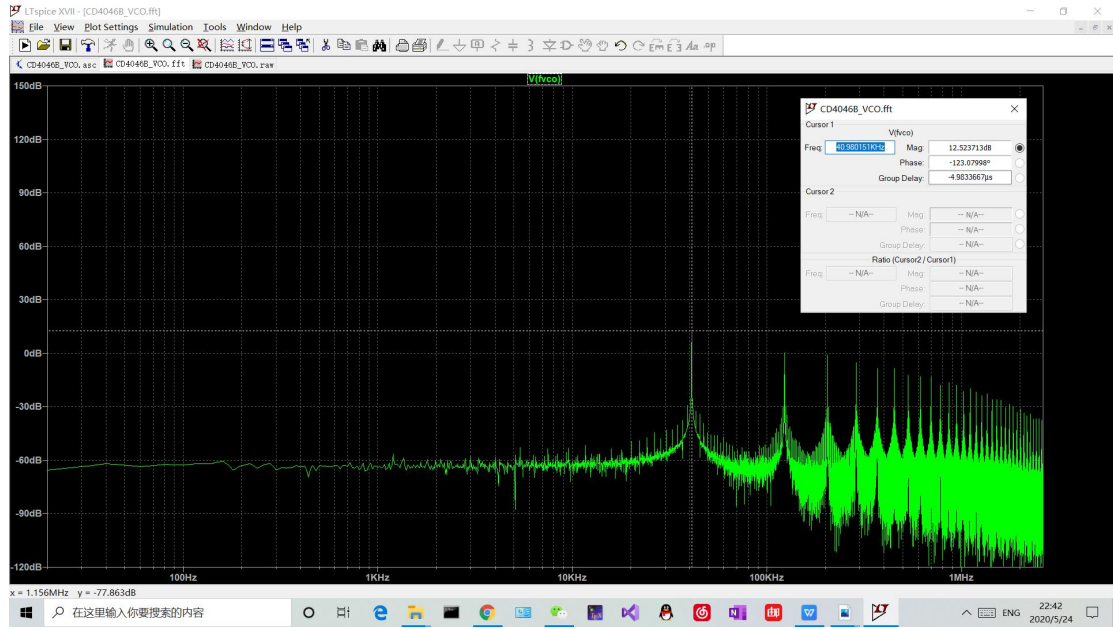 LTspice XVII - [CD4046B_VCO.fft]
File View Plot Settings Simulation Tools Window Help
CD4046B_VCO.asc CD4046B_VCO.fft CD4046B_VCO.raw
V(fvco)
150dB
120dB
90dB
60dB
30dB
0dB
-30dB
-60dB
-90dB
-120dB
100Hz 1KHz 10KHz 100KHz 1MHz
CD4046B_VCO.fft
Cursor 1
V(fvco)
Freq: 40.980151KHz Mag: 12.523713dB
Phase: -123.07998°
Group Delay: -4.9833667µs
Cursor 2
Freq: -- N/A-- Mag: -- N/A--
Phase: -- N/A--
Group Delay: -- N/A--
Ratio (Cursor2 / Cursor1)
Freq: -- N/A-- Mag: -- N/A--
Phase: -- N/A--
Group Delay: -- N/A--
x = 1.156MHz y = -77.863dB
在这里输入你要搜索的内容
ENG
22:42
2020/5/24